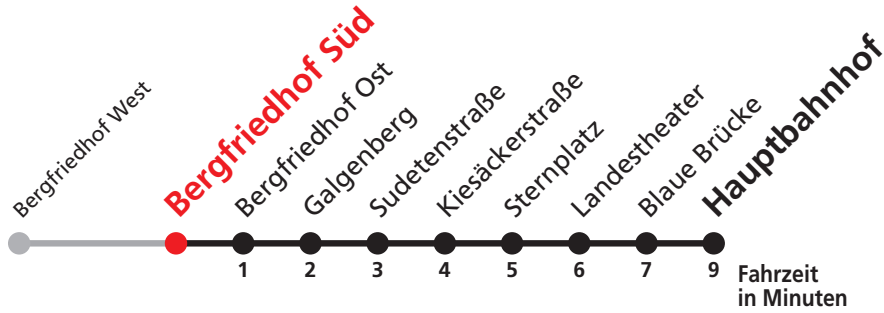 Bergfriedhof West
Bergfriedhof Süd
Bergfriedhof Ost
Galgenberg
Sudetenstraße
Kiesäckerstraße
Sternplatz
Landestheater
Blaue Brücke
Hauptbahnhof
1 2 3 4 5 6 7 9
Fahrzeit
in Minuten